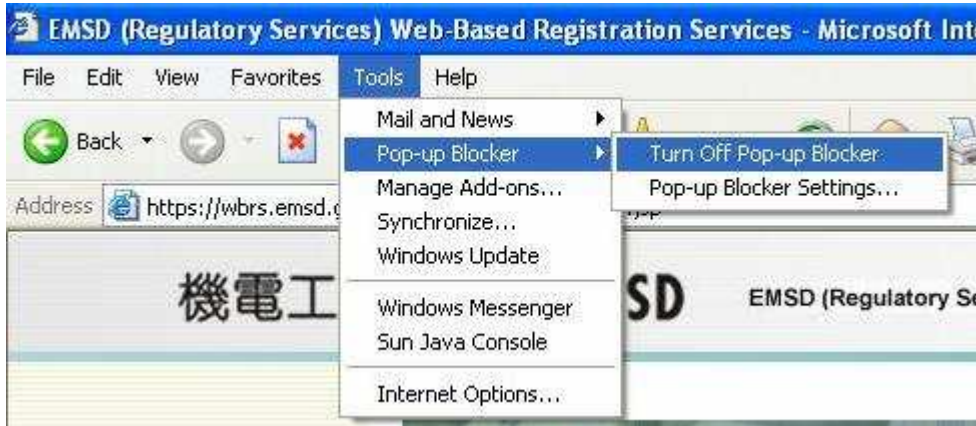 EMSD (Regulatory Services) Web-Based Registration Services - Microsoft
File Edit View Favorites Tools Help
Back
Mail and News
Pop-up Blocker
Manage Add-ons...
Synchronize...
Windows Update
Windows Messenger
Sun Java Console
Internet Options...
Turn Off Pop-up Blocker
Pop-up Blocker Settings...
Address https://wbrs.emsd.
機電工 SD EMSD (Regulatory